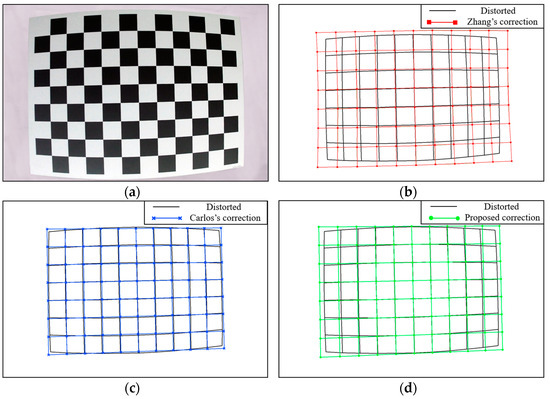 Distorted
Zhang's correction
(a)
(b)
Distorted
Carlos's correction
Distorted
Proposed correction
(c)
(d)